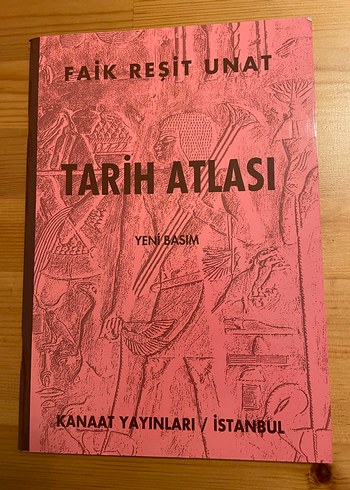 FAİK REŞİT UNAT
TARİH ATLASI
YENİ BASIM
KANAAT YAYINLARI / İSTANBUL